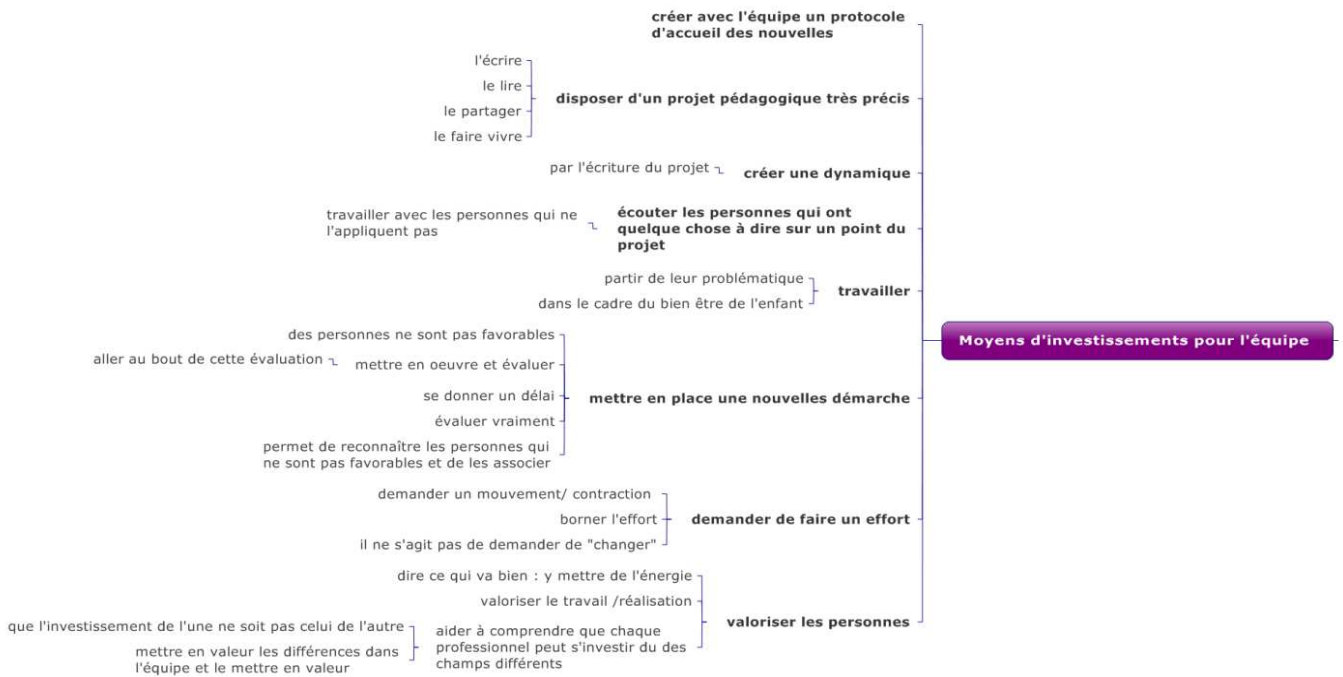 créer avec l'équipe un protocole
d'accueil des nouvelles
l'écrire
le lire
le partager
le faire vivre
disposer d'un projet pédagogique très précis
par l'écriture du projet
créer une dynamique
travailler avec les personnes qui ne
l'appliquent pas
écouter les personnes qui ont
quelque chose à dire sur un point du
projet
partir de leur problématique
dans le cadre du bien être de l'enfant
travailler
Moyens d'investissements pour l'équipe
des personnes ne sont pas favorables
aller au bout de cette évaluation
mettre en oeuvre et évaluer
se donner un délai
évaluer vraiment
permet de reconnaître les personnes qui
ne sont pas favorables et de les associer
mettre en place une nouvelles démarche
demander un mouvement/ contraction
borner l'effort
il ne s'agit pas de demander de "changer"
demander de faire un effort
dire ce qui va bien : y mettre de l'énergie
valoriser le travail /réalisation
que l'investissement de l'une ne soit pas celui de l'autre
mettre en valeur les différences dans
l'équipe et le mettre en valeur
aider à comprendre que chaque
professionnel peut s'investir du des
champs différents
valoriser les personnes